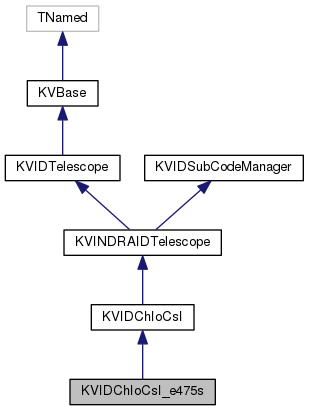 TNamed
KVBase
KVIDTelescope
KVIDSubCodeManager
KVINDRAIDTelescope
KVIDChIoCsI
KVIDChIoCsI_e475s